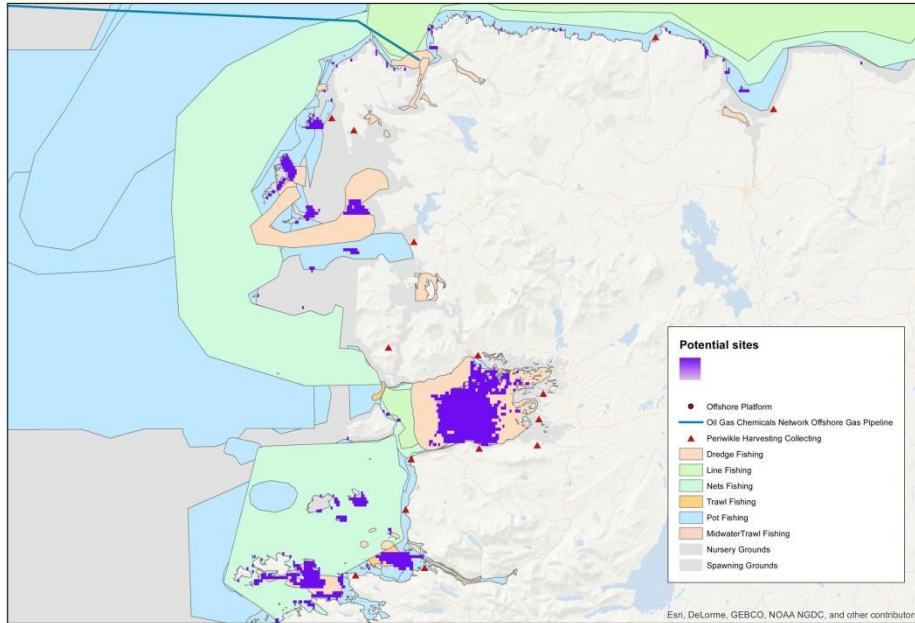 Potential sites
Offshore Platform
Oil Gas Chemicals Network Offshore Gas Pipeline
Periwikle Harvesting Collecting
Dredge Fishing
Line Fishing
Nets Fishing
Trawl Fishing
Pot Fishing
MidwaterTrawl Fishing
Nursery Grounds
Spawning Grounds
Esri, DeLorme, GEBCO, NOAA NGDC, and other contributors